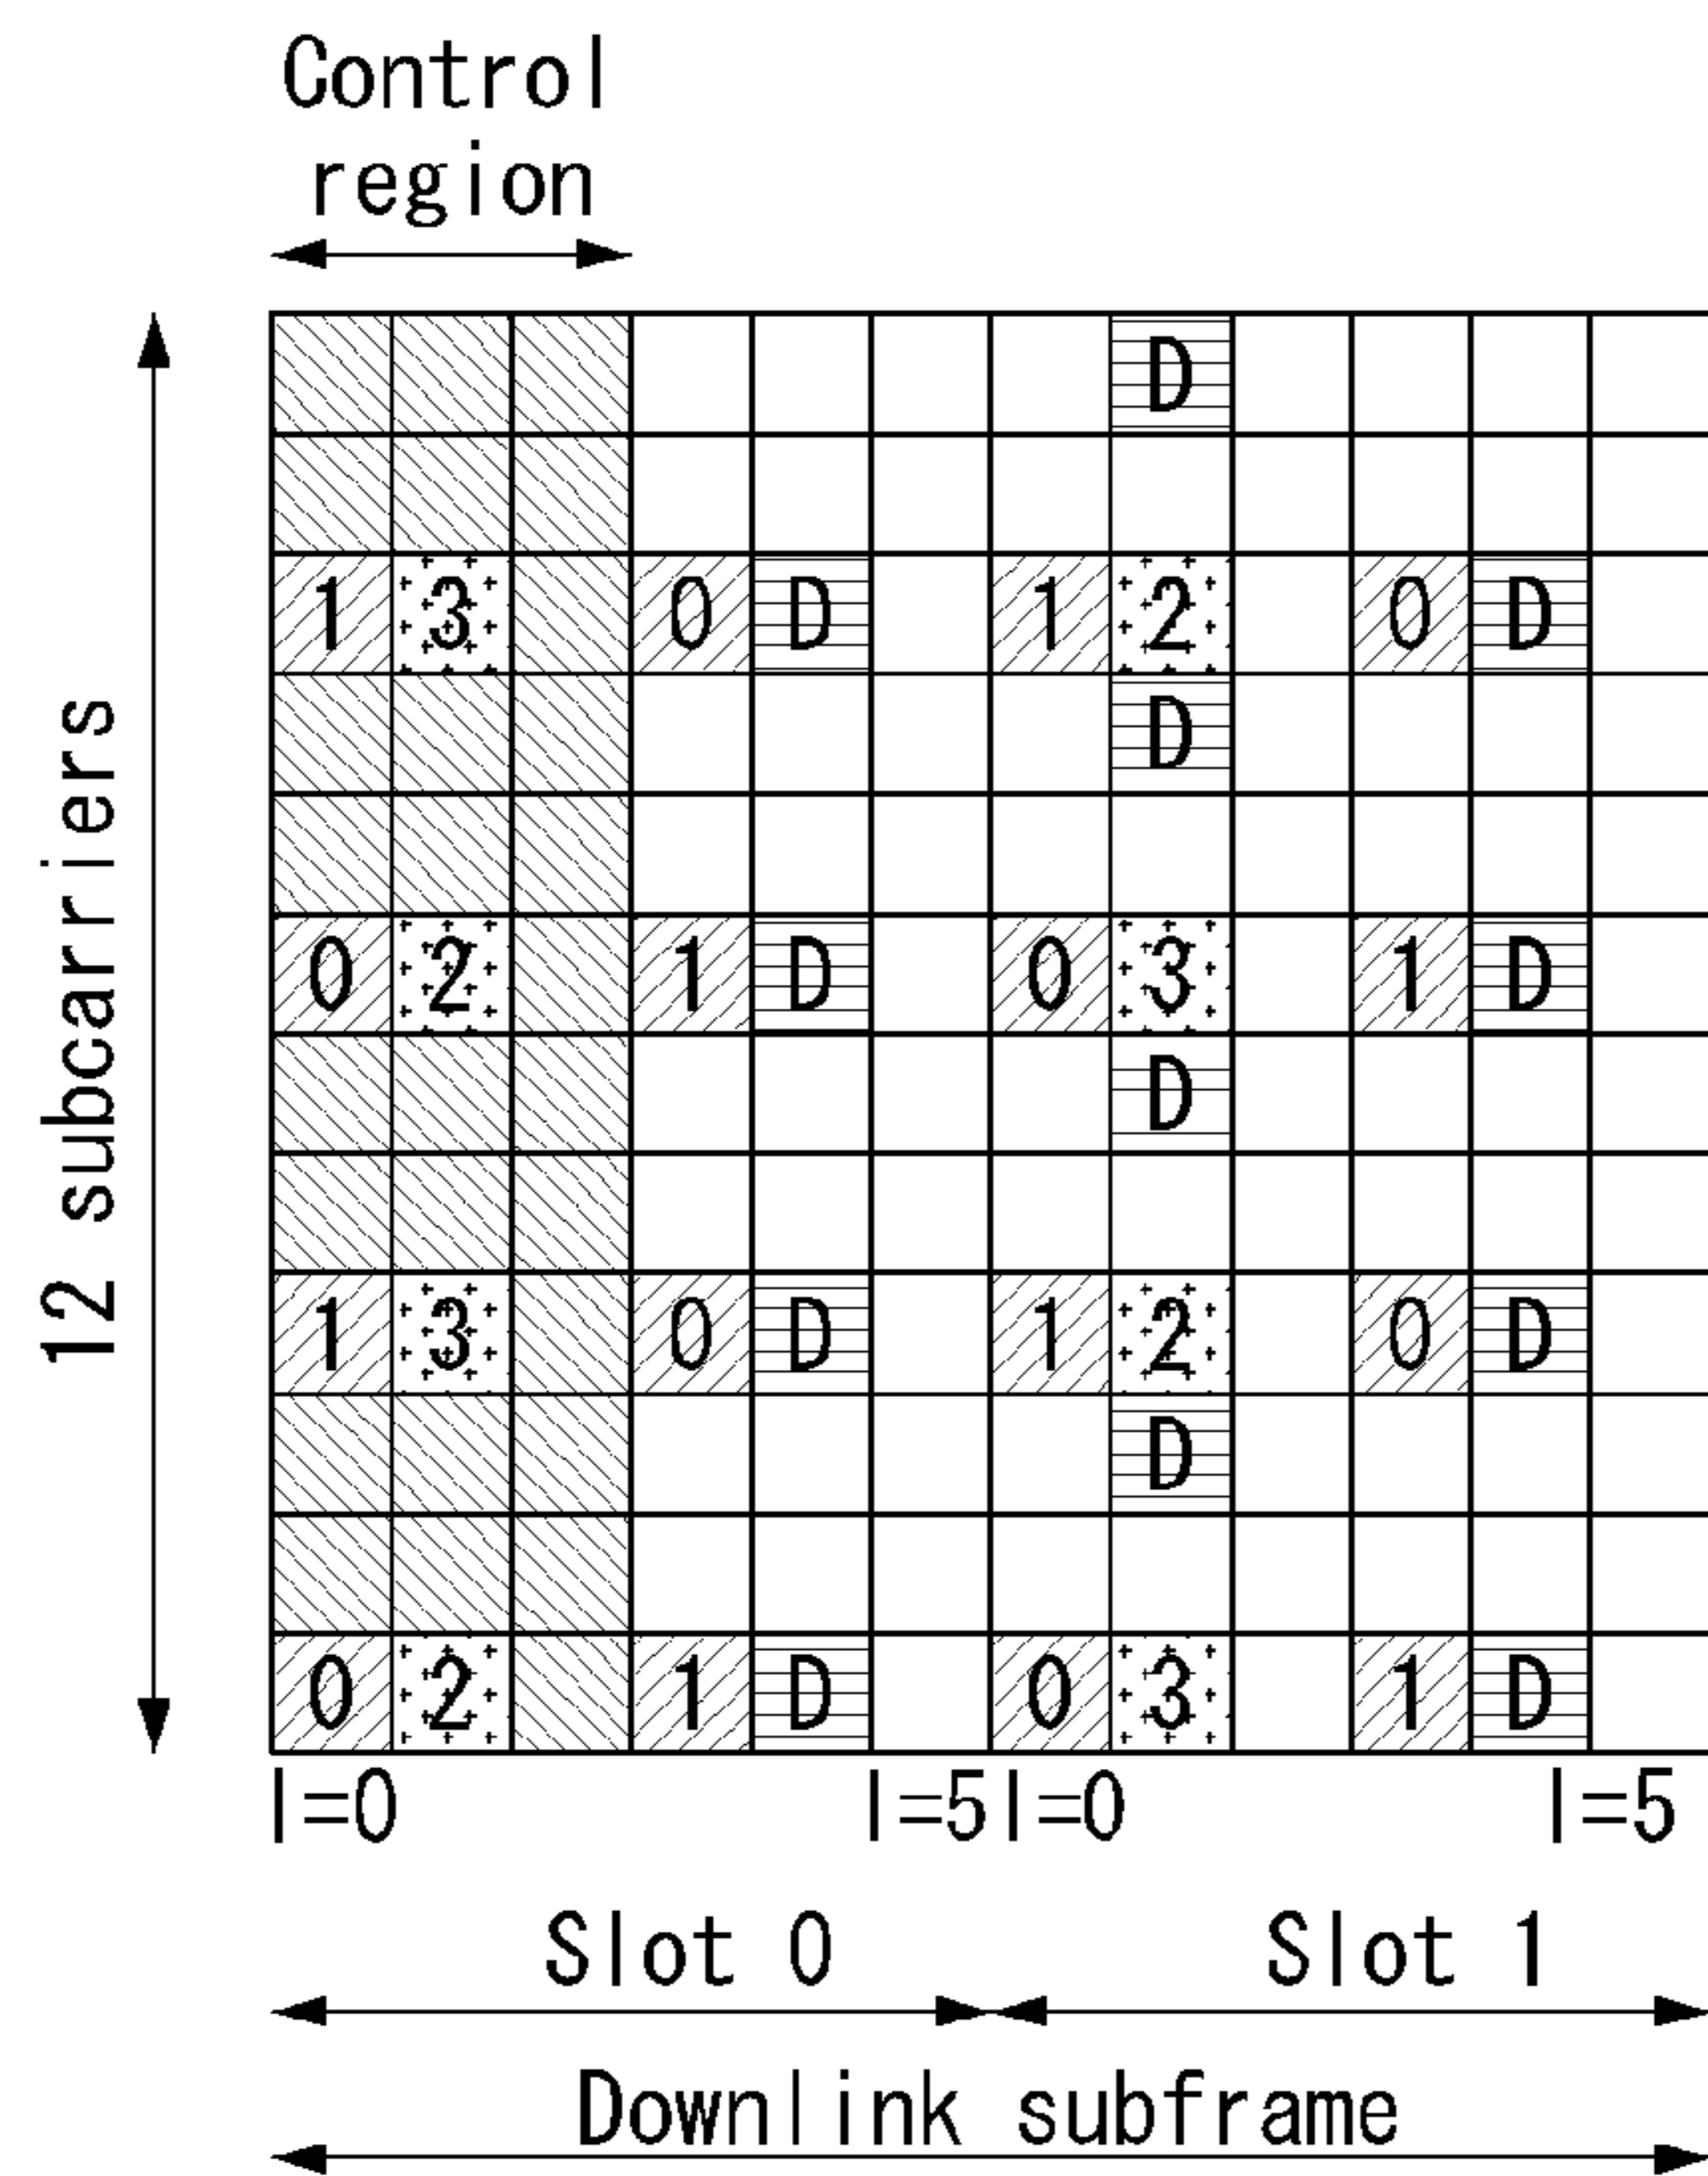 Control
region
12 subcarriers
D
1 3 0 D 1 2 0 D
D
0 2 1 D 0 3 1 D
D
1 3 0 D 1 2 0 D
D
0 2 1 D 0 3 1 D
l=0 l=5 l=0 l=5
Slot 0 Slot 1
Downlink subframe